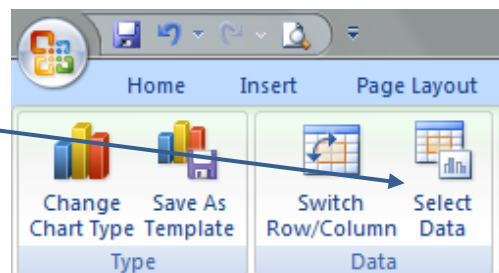 Home Insert Page Layout
Change Chart Type
Save As Template
Switch Row/Column
Select Data
Type
Data